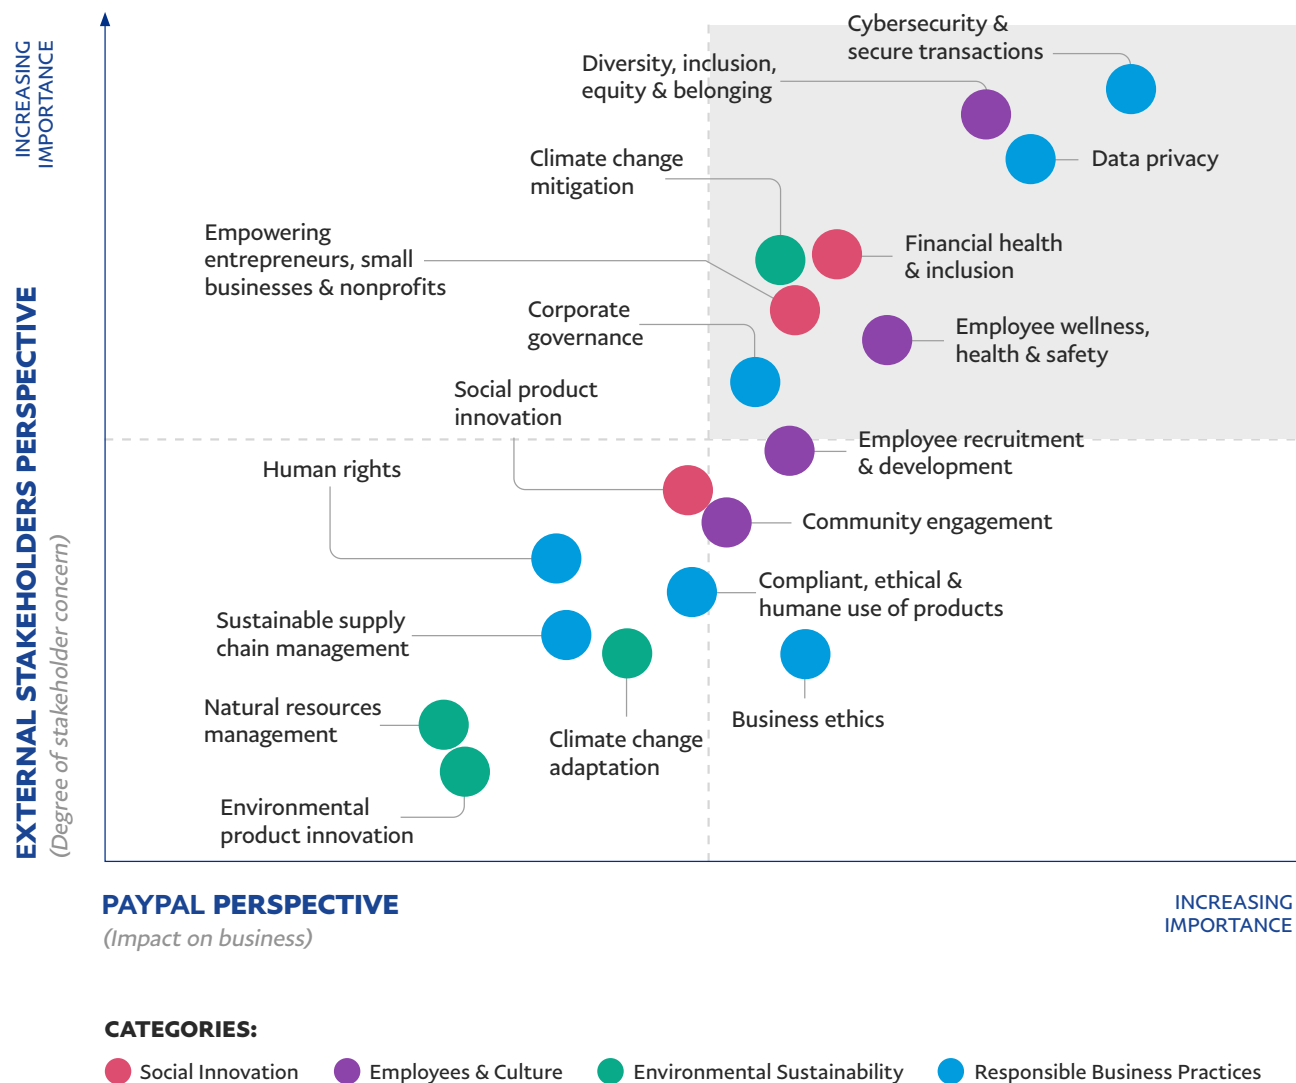 INCREASING
IMPORTANCE
EXTERNAL STAKEHOLDERS PERSPECTIVE
(Degree of stakeholder concern)
Cybersecurity &
secure transactions
Diversity, inclusion,
equity & belonging
Data privacy
Climate change
mitigation
Empowering
entrepreneurs, small
businesses & nonprofits
Financial health
& inclusion
Corporate
governance
Employee wellness,
health & safety
Social product
innovation
Employee recruitment
& development
Human rights
Community engagement
Compliant, ethical &
humane use of products
Sustainable supply
chain management
Natural resources
management
Climate change
adaptation
Business ethics
Environmental
product innovation
PAYPAL PERSPECTIVE
(Impact on business)
INCREASING
IMPORTANCE
CATEGORIES:
Social Innovation
Employees & Culture
Environmental Sustainability
Responsible Business Practices